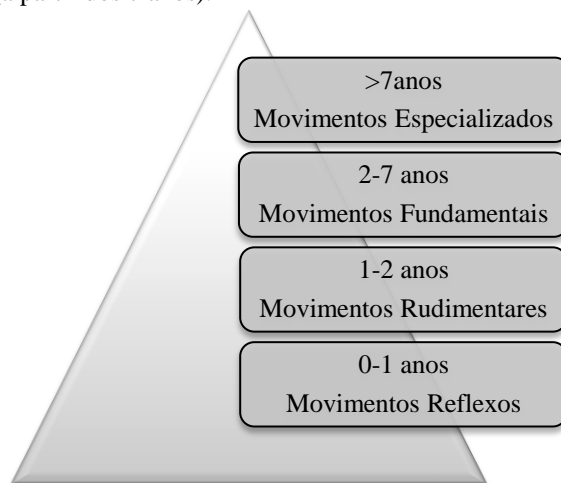 >7anos
Movimentos Especializados
2-7 anos
Movimentos Fundamentais
1-2 anos
Movimentos Rudimentares
0-1 anos
Movimentos Reflexos